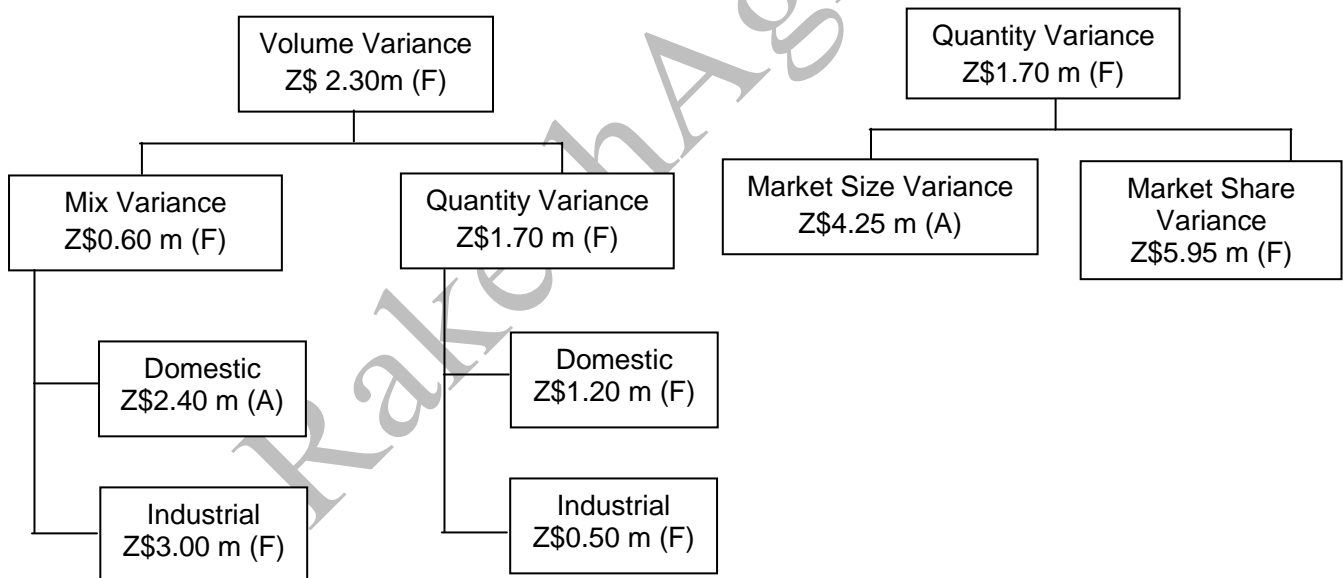 Volume Variance
Z$ 2.30m (F)
Mix Variance
Z$0.60 m (F)
Quantity Variance
Z$1.70 m (F)
Domestic
Z$2.40 m (A)
Industrial
Z$3.00 m (F)
Domestic
Z$1.20 m (F)
Industrial
Z$0.50 m (F)
Quantity Variance
Z$1.70 m (F)
Market Size Variance
Z$4.25 m (A)
Market Share
Variance
Z$5.95 m (F)